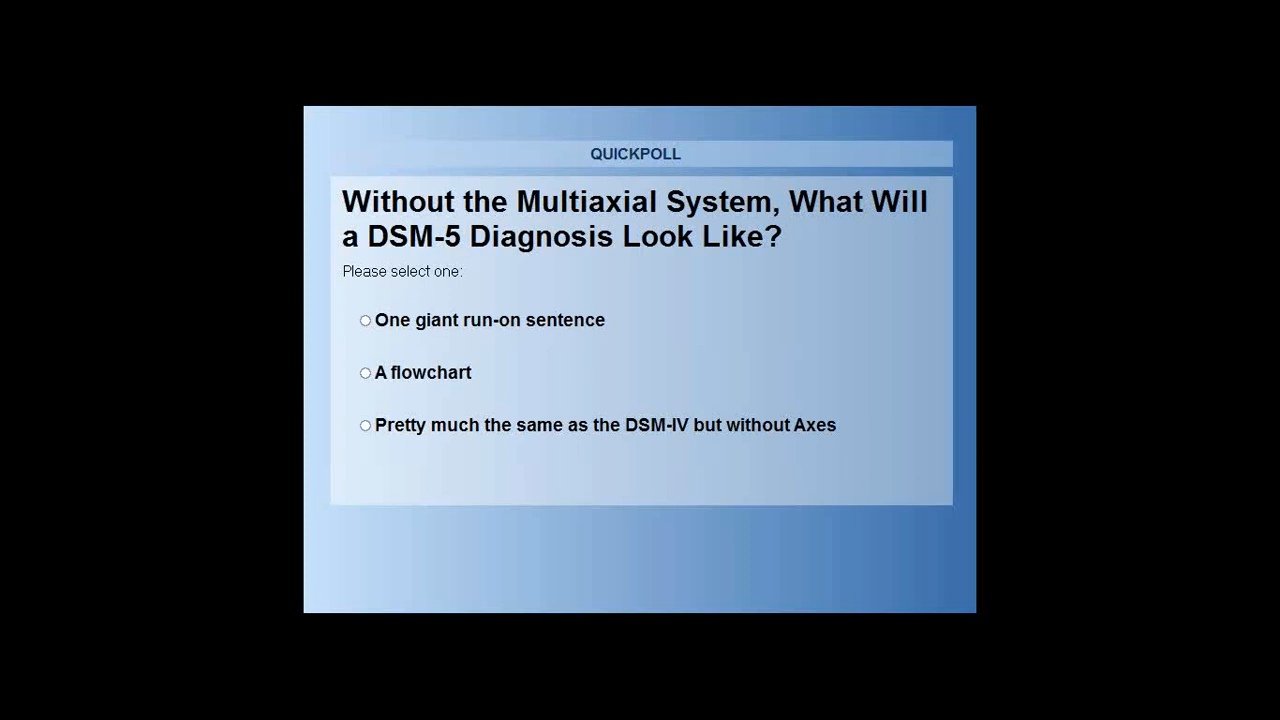 QUICKPOLL
Without the Multiaxial System, What Will
a DSM-5 Diagnosis Look Like?
Please select one:
One giant run-on sentence
A flowchart
Pretty much the same as the DSM-IV but without Axes